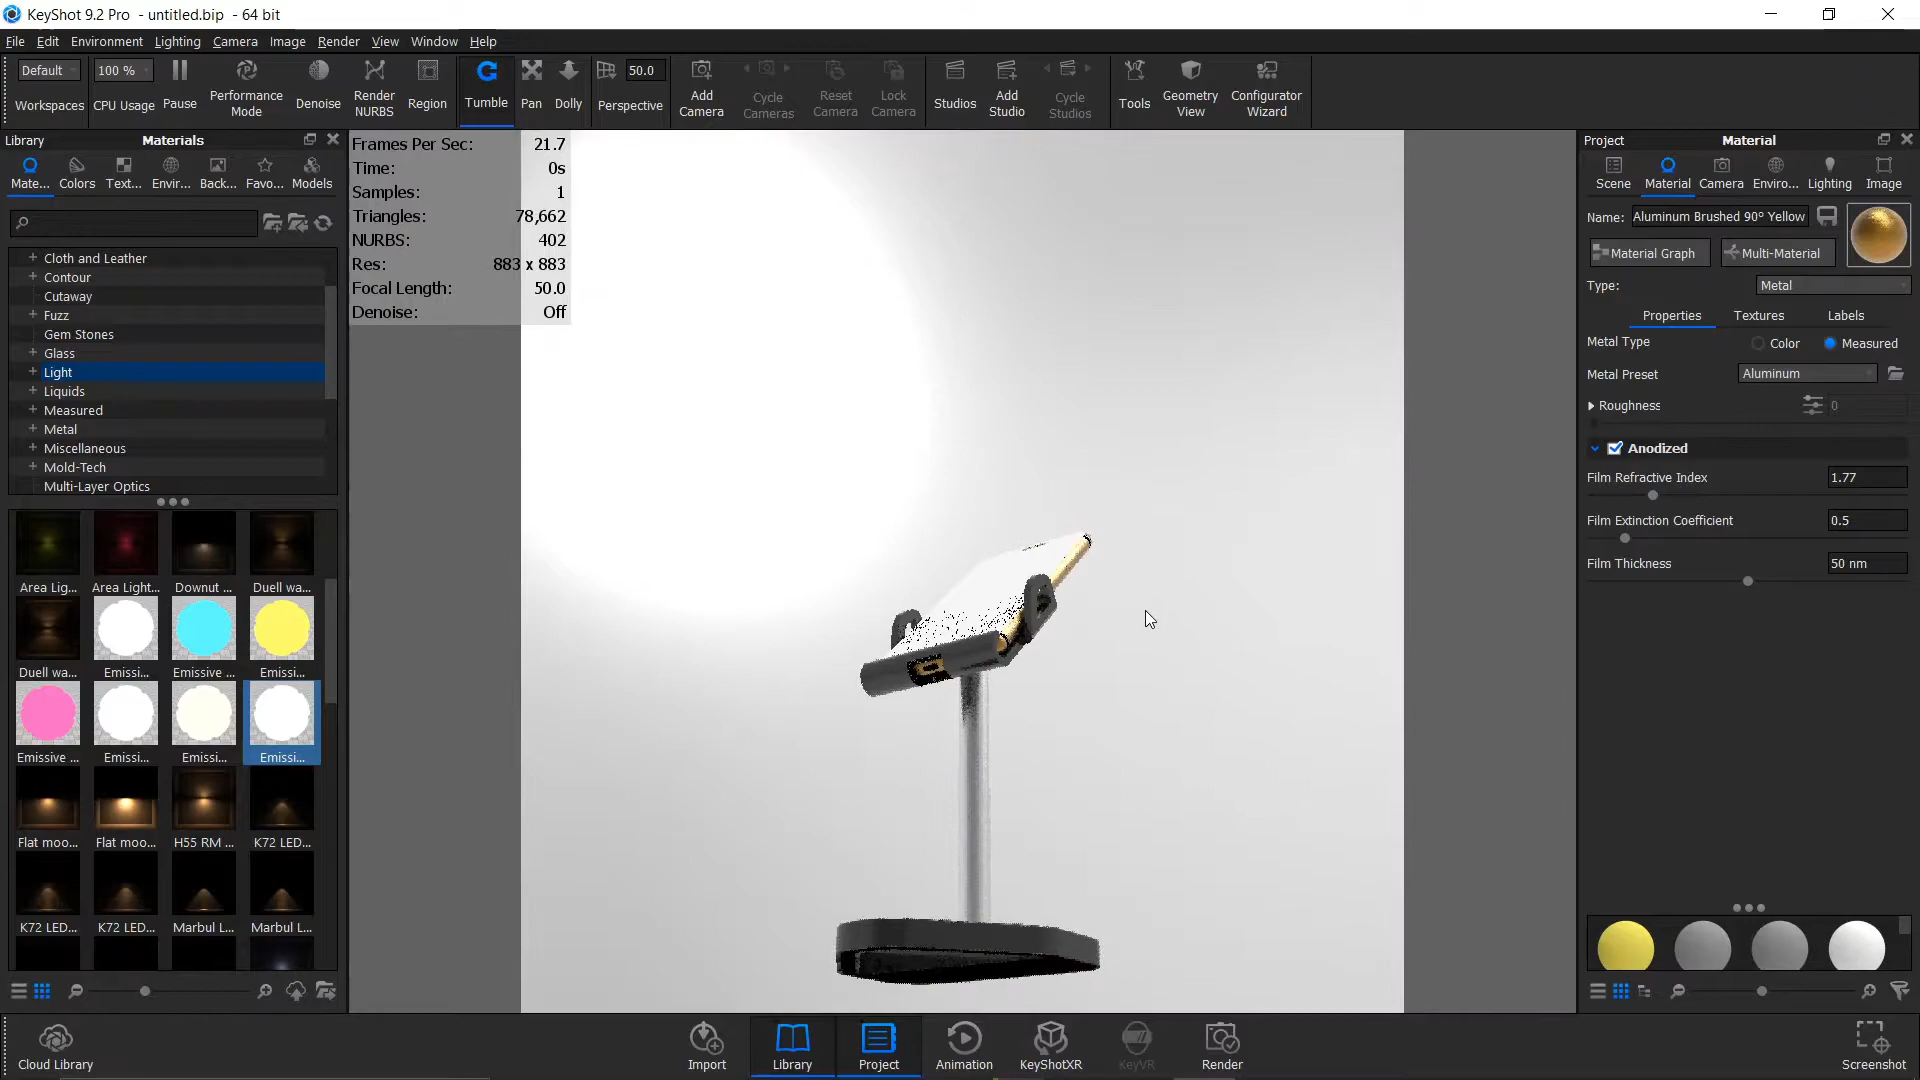 KeyShot 9.2 Pro - untitled.bip - 64 bit
File Edit Environment Lighting Camera Image Render View Window Help
Default 100 % 50.0
Workspaces CPU Usage Pause Performance Mode Denoise Render NURBS Region Tumble Pan Dolly Perspective Add Camera Cycle Cameras Reset Camera Lock Camera Studios Add Studio Cycle Studios Tools Geometry View Configurator Wizard
Library Materials
Mate... Colors Text... Envir... Back... Favo... Models
Cloth and Leather
Contour
Cutaway
Fuzz
Gem Stones
Glass
Light
Liquids
Measured
Metal
Miscellaneous
Mold-Tech
Multi-Layer Optics
Area Lig... Area Light... Downut ... Duell wa...
Duell wa... Emissi... Emissive ... Emissi...
Emissive ... Emissi... Emissi... Emissi...
Flat moo... Flat moo... H55 RM ... K72 LED...
K72 LED... K72 LED... Marbul L... Marbul L...
Frames Per Sec: 21.7
Time: 0s
Samples: 1
Triangles: 78,662
NURBS: 402
Res: 883 x 883
Focal Length: 50.0
Denoise: Off
Project Material
Scene Material Camera Enviro... Lighting Image
Name: Aluminum Brushed 90º Yellow
Material Graph Multi-Material
Type: Metal
Properties Textures Labels
Metal Type Color Measured
Metal Preset Aluminum
Roughness 0
Anodized
Film Refractive Index 1.77
Film Extinction Coefficient 0.5
Film Thickness 50 nm
Cloud Library Import Library Project Animation KeyShotXR KeyVR Render Screenshot